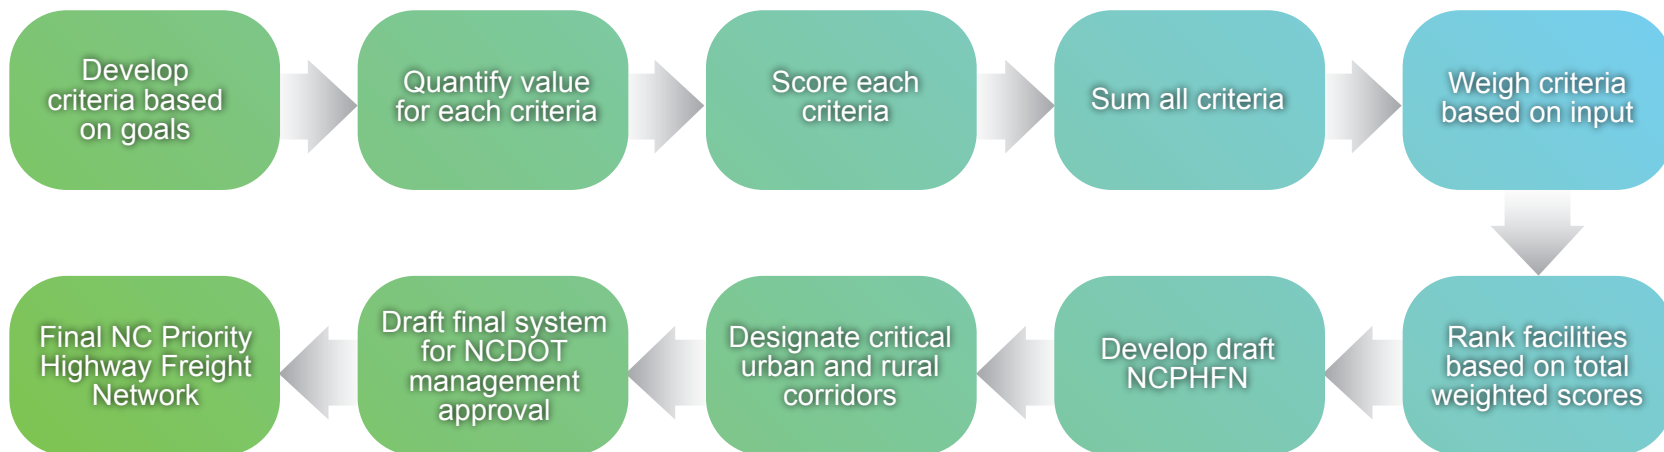 Develop
criteria based
on goals
Quantify value
for each criteria
Score each
criteria
Sum all criteria
Weigh criteria
based on input
Rank facilities
based on total
weighted scores
Develop draft
NCPHFN
Designate critical
urban and rural
corridors
Draft final system
for NCDOT
management
approval
Final NC Priority
Highway Freight
Network